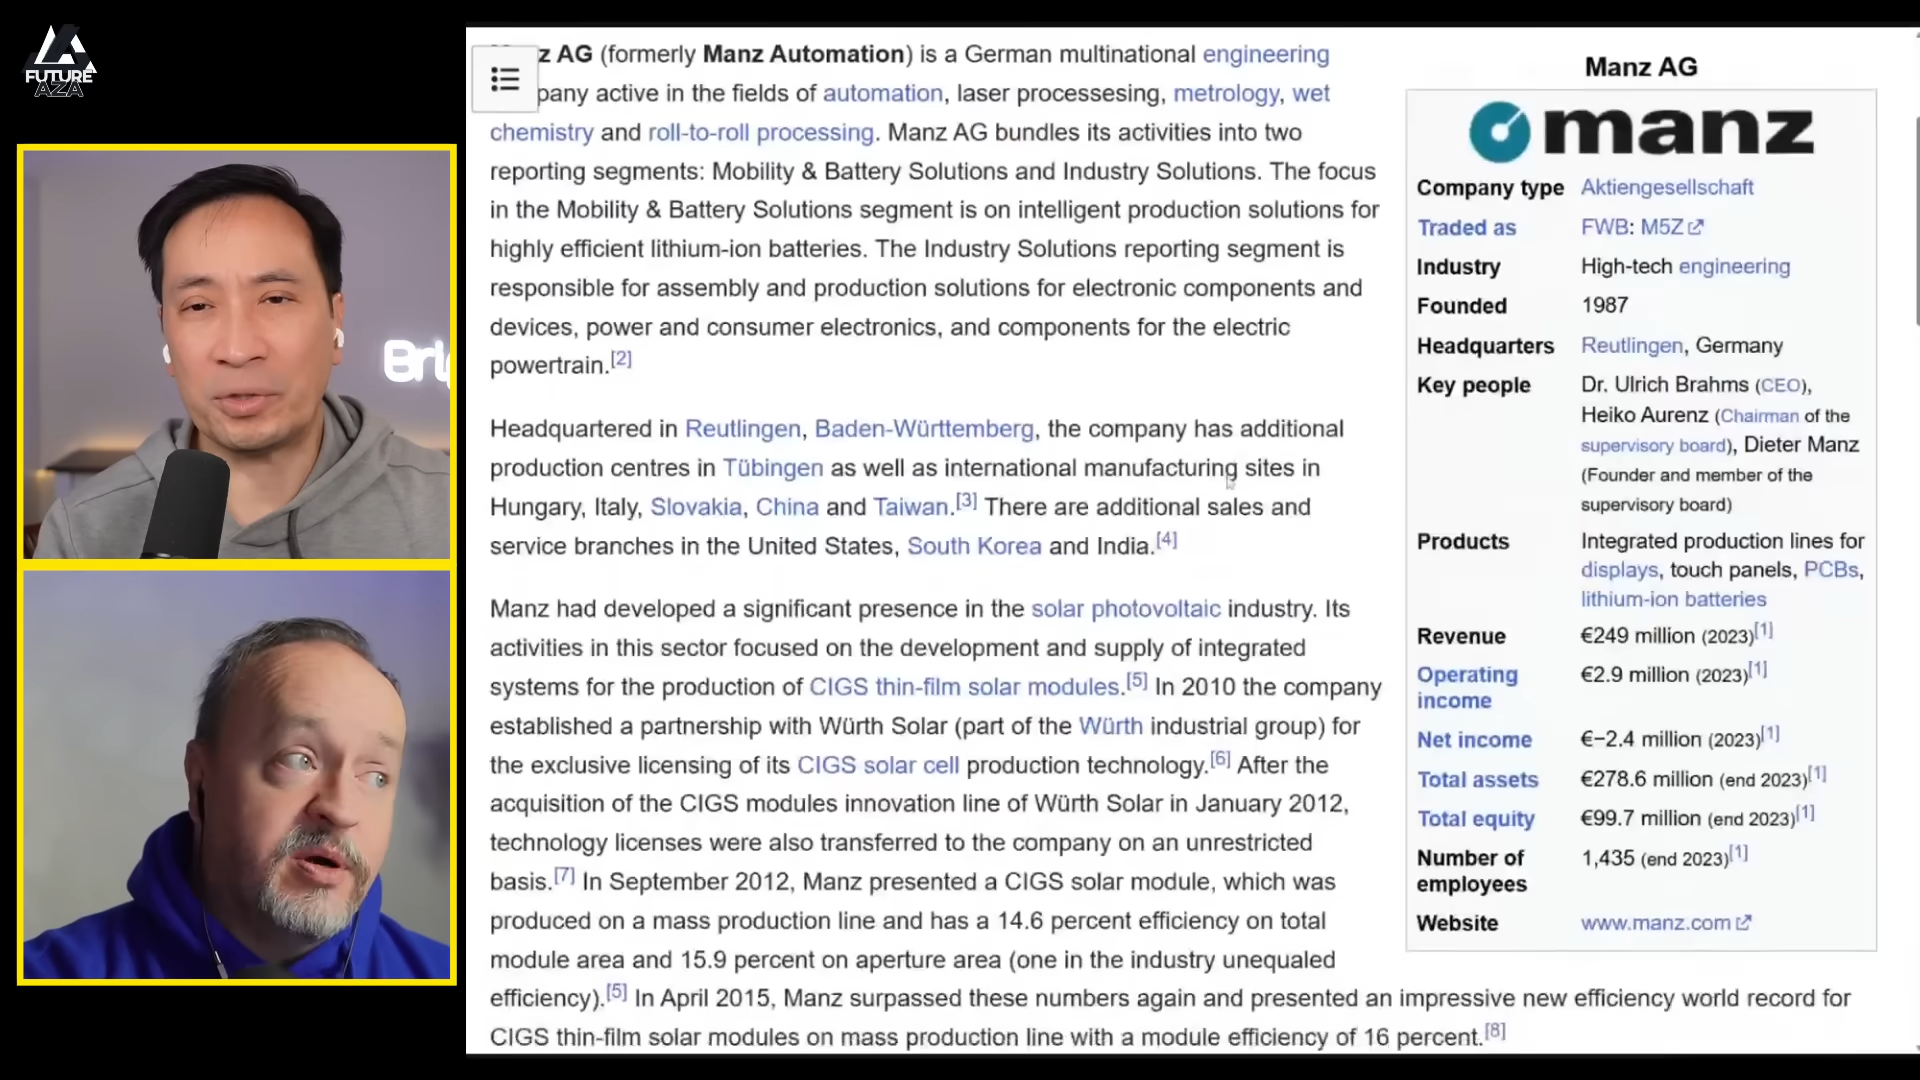 FUTURE
AZA
Brig
z AG (formerly Manz Automation) is a German multinational engineering
pany active in the fields of automation, laser processesing, metrology, wet
chemistry and roll-to-roll processing. Manz AG bundles its activities into two
reporting segments: Mobility & Battery Solutions and Industry Solutions. The focus
in the Mobility & Battery Solutions segment is on intelligent production solutions for
highly efficient lithium-ion batteries. The Industry Solutions reporting segment is
responsible for assembly and production solutions for electronic components and
devices, power and consumer electronics, and components for the electric
powertrain.[2]
Headquartered in Reutlingen, Baden-Württemberg, the company has additional
production centres in Tübingen as well as international manufacturing sites in
Hungary, Italy, Slovakia, China and Taiwan.[3] There are additional sales and
service branches in the United States, South Korea and India.[4]
Manz had developed a significant presence in the solar photovoltaic industry. Its
activities in this sector focused on the development and supply of integrated
systems for the production of CIGS thin-film solar modules.[5] In 2010 the company
established a partnership with Würth Solar (part of the Würth industrial group) for
the exclusive licensing of its CIGS solar cell production technology.[6] After the
acquisition of the CIGS modules innovation line of Würth Solar in January 2012,
technology licenses were also transferred to the company on an unrestricted
basis.[7] In September 2012, Manz presented a CIGS solar module, which was
produced on a mass production line and has a 14.6 percent efficiency on total
module area and 15.9 percent on aperture area (one in the industry unequaled
efficiency).[5] In April 2015, Manz surpassed these numbers again and presented an impressive new efficiency world record for
CIGS thin-film solar modules on mass production line with a module efficiency of 16 percent.[8]
Manz AG
manz
Company type Aktiengesellschaft
Traded as FWB: M5Z
Industry High-tech engineering
Founded 1987
Headquarters Reutlingen, Germany
Key people Dr. Ulrich Brahms (CEO),
Heiko Aurenz (Chairman of the
supervisory board), Dieter Manz
(Founder and member of the
supervisory board)
Products Integrated production lines for
displays, touch panels, PCBs,
lithium-ion batteries
Revenue €249 million (2023)[1]
Operating income €2.9 million (2023)[1]
Net income €−2.4 million (2023)[1]
Total assets €278.6 million (end 2023)[1]
Total equity €99.7 million (end 2023)[1]
Number of employees 1,435 (end 2023)[1]
Website www.manz.com